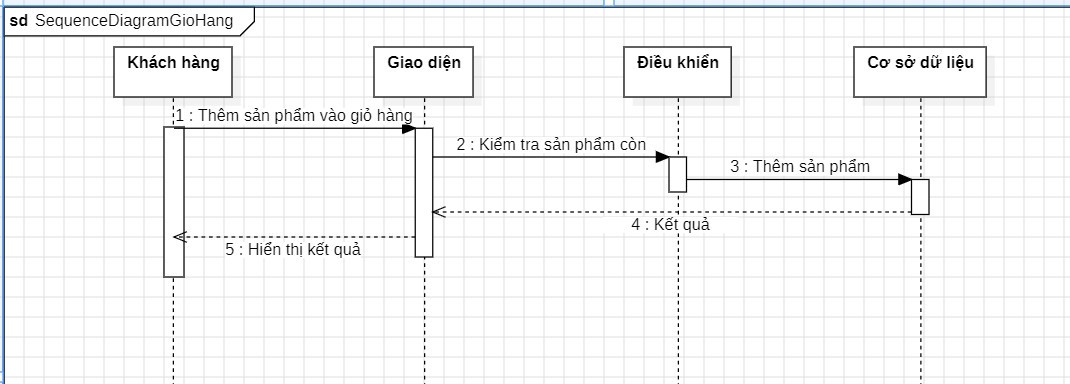 sd SequenceDiagramGioHang
Khách hàng
Giao diện
Điều khiển
Cơ sở dữ liệu
1 : Thêm sản phẩm vào giỏ hàng
2 : Kiểm tra sản phẩm còn
3 : Thêm sản phẩm
4 : Kết quả
5 : Hiển thị kết quả